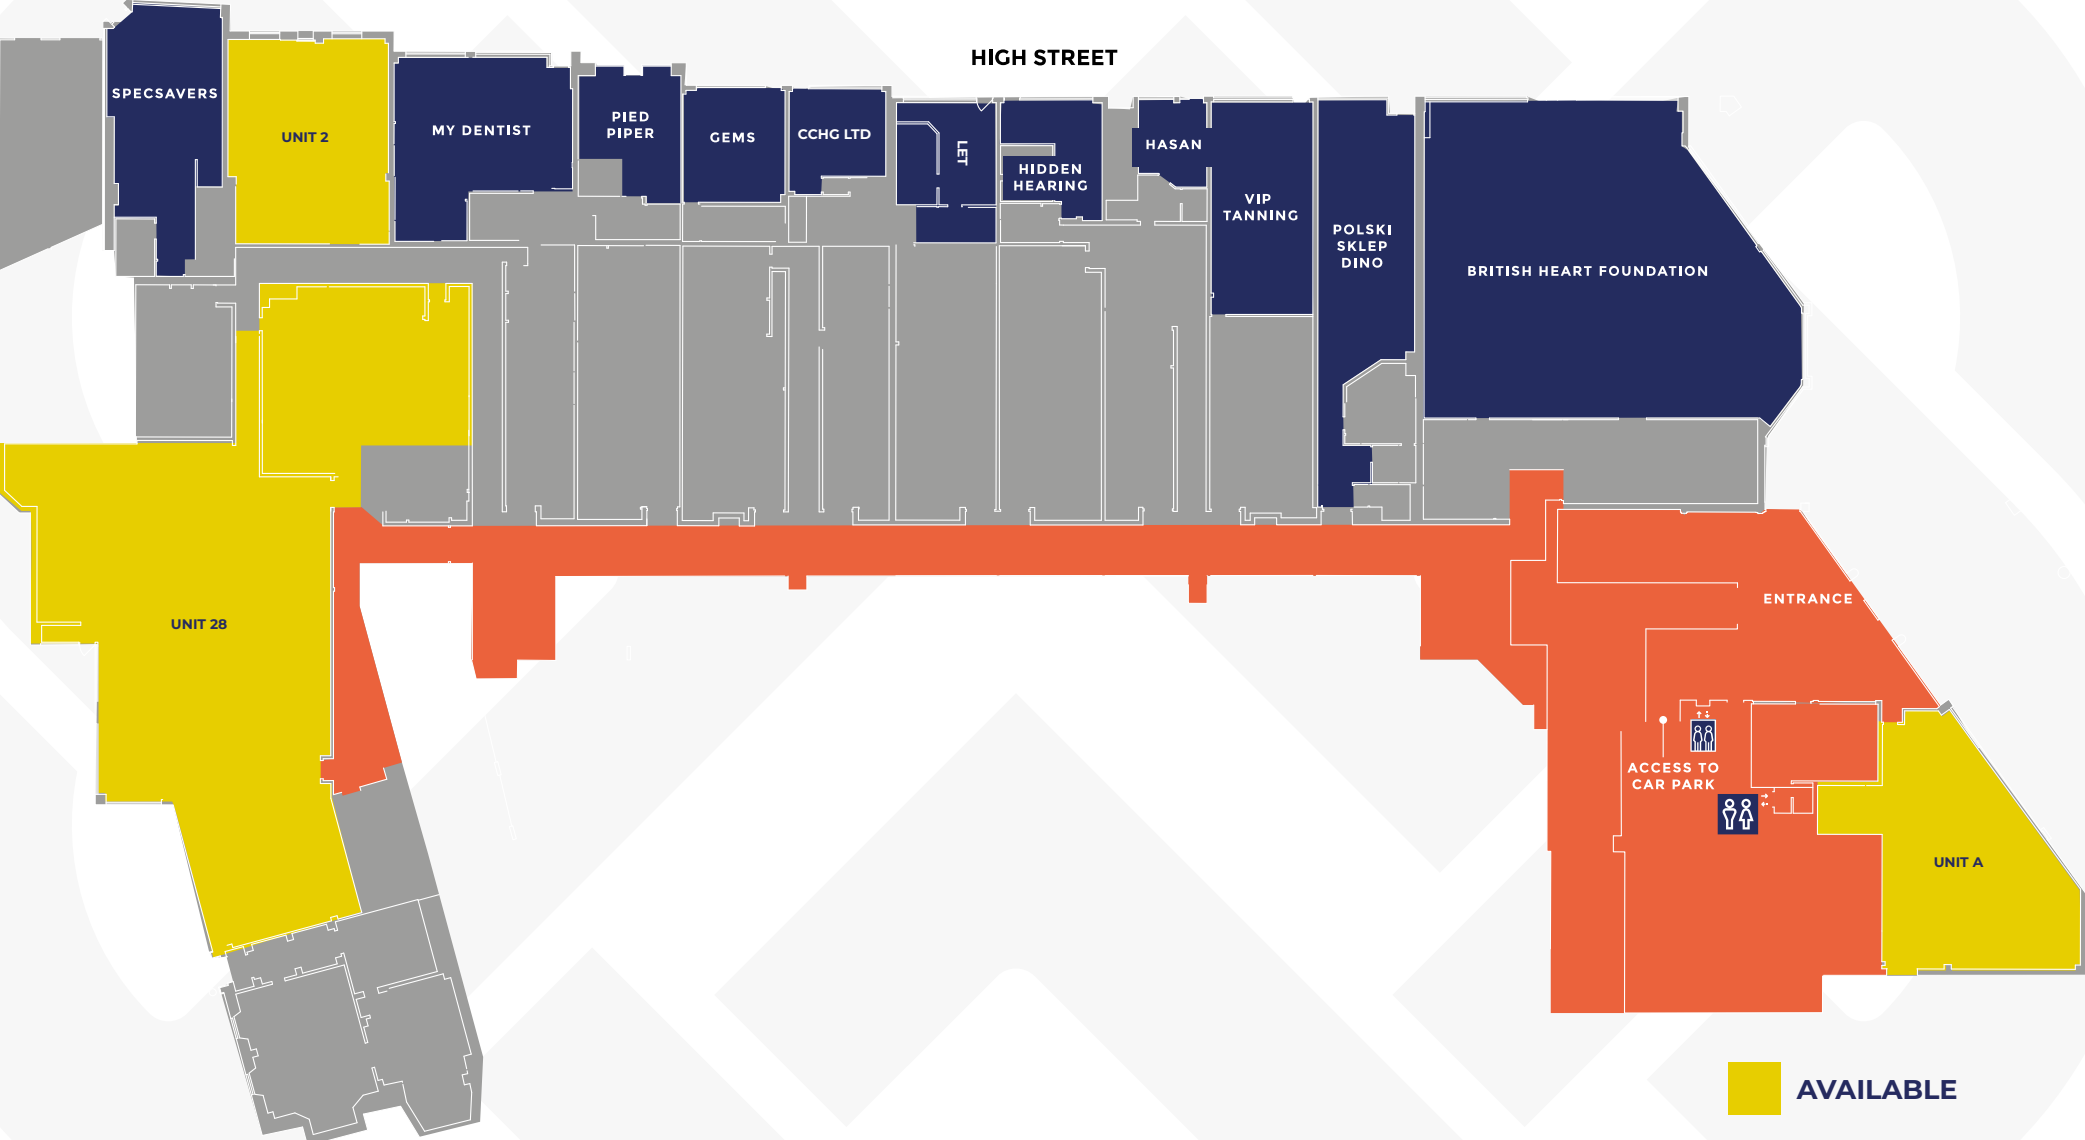 HIGH STREET
SPECSAVERS
UNIT 2
MY DENTIST
PIED
PIPER
GEMS
CCHG LTD
LET
HIDDEN
HEARING
HASAN
VIP
TANNING
POLSKI
SKLEP
DINO
BRITISH HEART FOUNDATION
UNIT 28
ENTRANCE
ACCESS TO
CAR PARK
UNIT A
AVAILABLE